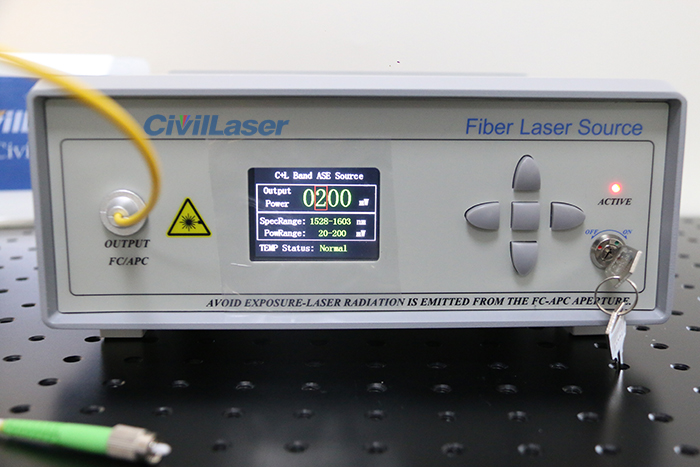 CivilLaser
Fiber Laser Source
C+L Band ASE Source
Output Power 0200 mW
SpecRange: 1528-1603 nm
PowRange: 20-200 mW
TEMP Status: Normal
OUTPUT
FC/APC
ACTIVE
OFF ON
AVOID EXPOSURE-LASER RADIATION IS EMITTED FROM THE FC-APC APERTURE.